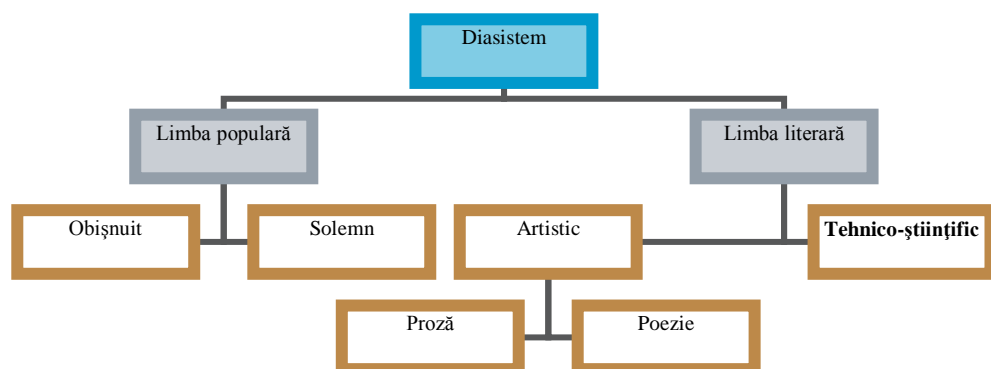 Diasistem
Limba populară
Limba literară
Obişnuit
Solemn
Artistic
Tehnico-ştiinţific
Proză
Poezie